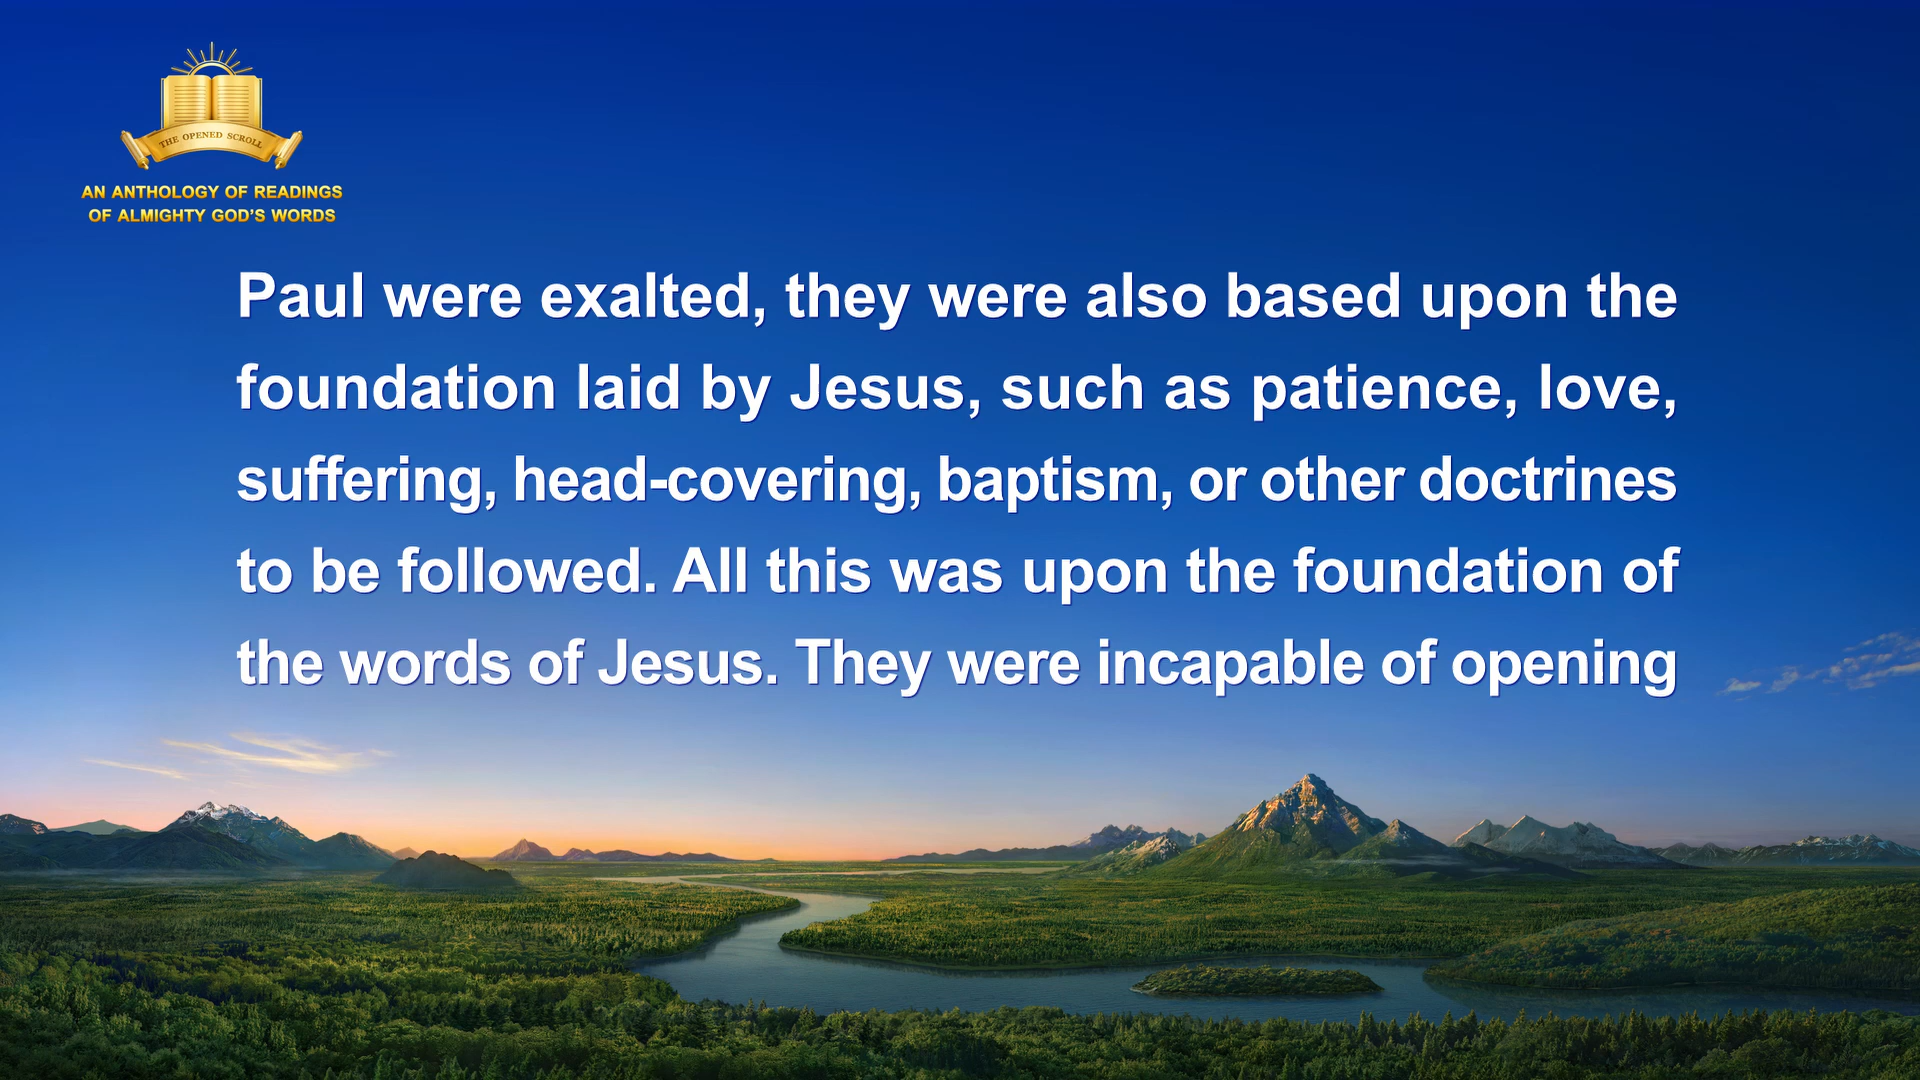 THE OPENED SCROLL
AN ANTHOLOGY OF READINGS
OF ALMIGHTY GOD'S WORDS
Paul were exalted, they were also based upon the
foundation laid by Jesus, such as patience, love,
suffering, head-covering, baptism, or other doctrines
to be followed. All this was upon the foundation of
the words of Jesus. They were incapable of opening